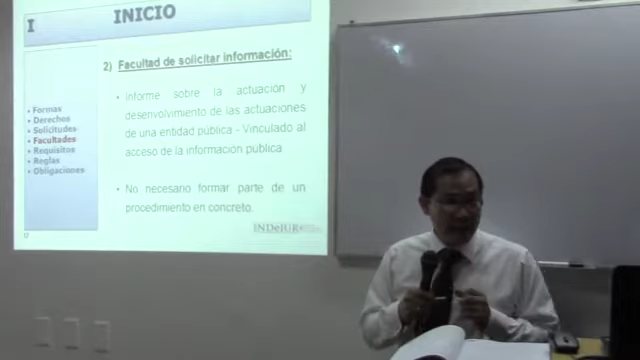 I INICIO
2) Facultad de solicitar información:
• Informe sobre la actuación y
desenvolvimiento de las actuaciones
de una entidad pública - Vinculado al
acceso de la información pública
• No necesario formar parte de un
procedimiento en concreto.
• Formas
• Derechos
• Solicitudes
• Facultades
• Requisitos
• Reglas
• Obligaciones
INDeJUR